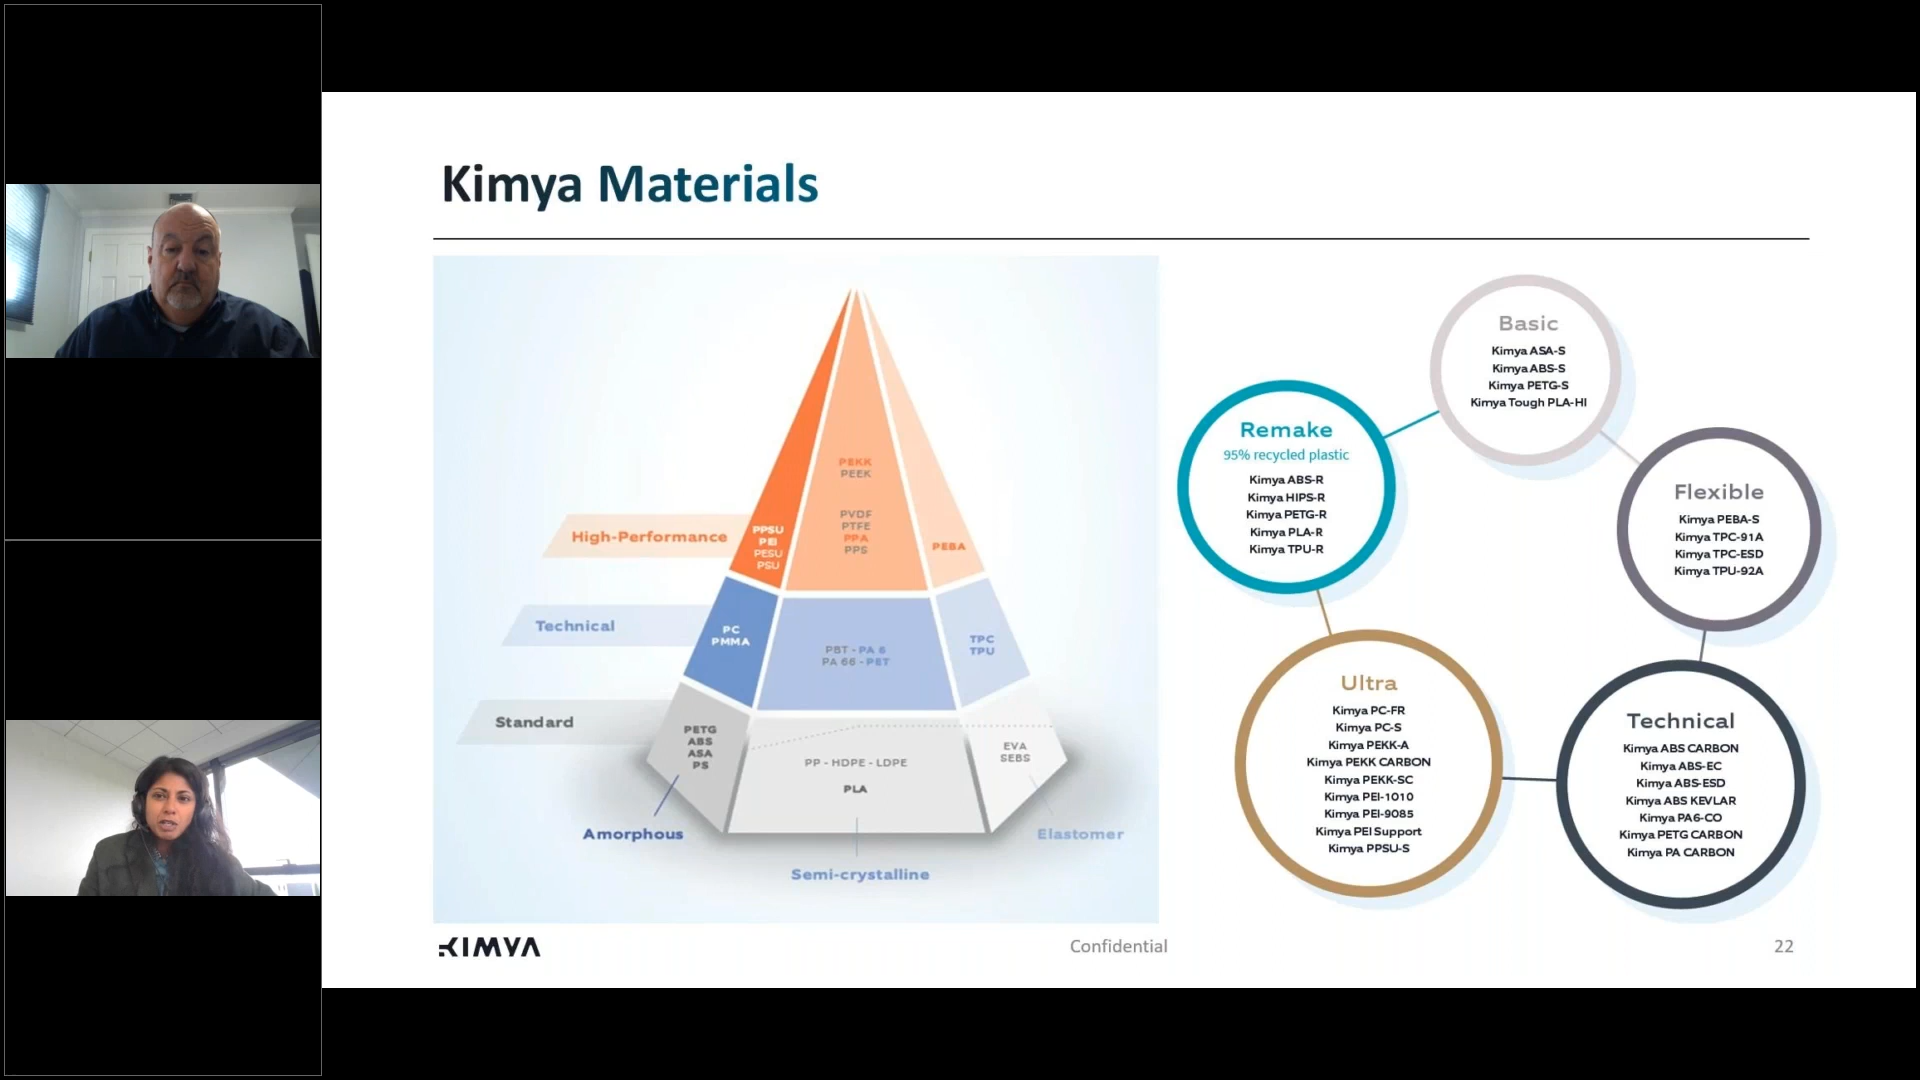 Kimya Materials
PEKK
PEEK
PVDF
PTFE
PPA
PPS
High-Performance
PPSU
PEI
PESU
PSU
PEBA
Technical
PC
PMMA
PBT - PA 6
PA 66 - PET
TPC
TPU
Standard
PETG
ABS
ASA
PS
PP - HDPE - LDPE
PLA
EVA
SEBS
Amorphous
Semi-crystalline
Elastomer
Basic
Kimya ASA-S
Kimya ABS-S
Kimya PETG-S
Kimya Tough PLA-HI
Remake
95% recycled plastic
Kimya ABS-R
Kimya HIPS-R
Kimya PETG-R
Kimya PLA-R
Kimya TPU-R
Flexible
Kimya PEBA-S
Kimya TPC-91A
Kimya TPC-ESD
Kimya TPU-92A
Ultra
Kimya PC-FR
Kimya PC-S
Kimya PEKK-A
Kimya PEKK CARBON
Kimya PEKK-SC
Kimya PEI-1010
Kimya PEI-9085
Kimya PEI Support
Kimya PPSU-S
Technical
Kimya ABS CARBON
Kimya ABS-EC
Kimya ABS-ESD
Kimya ABS KEVLAR
Kimya PA6-CO
Kimya PETG CARBON
Kimya PA CARBON
KIMYA
Confidential
22